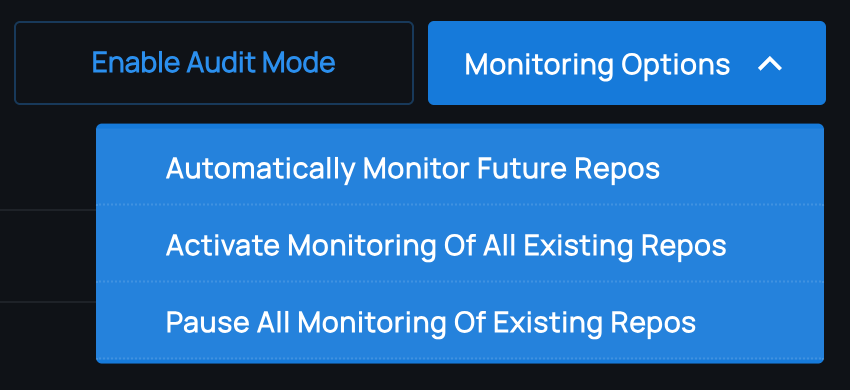 Enable Audit Mode
Monitoring Options
Automatically Monitor Future Repos
Activate Monitoring Of All Existing Repos
Pause All Monitoring Of Existing Repos